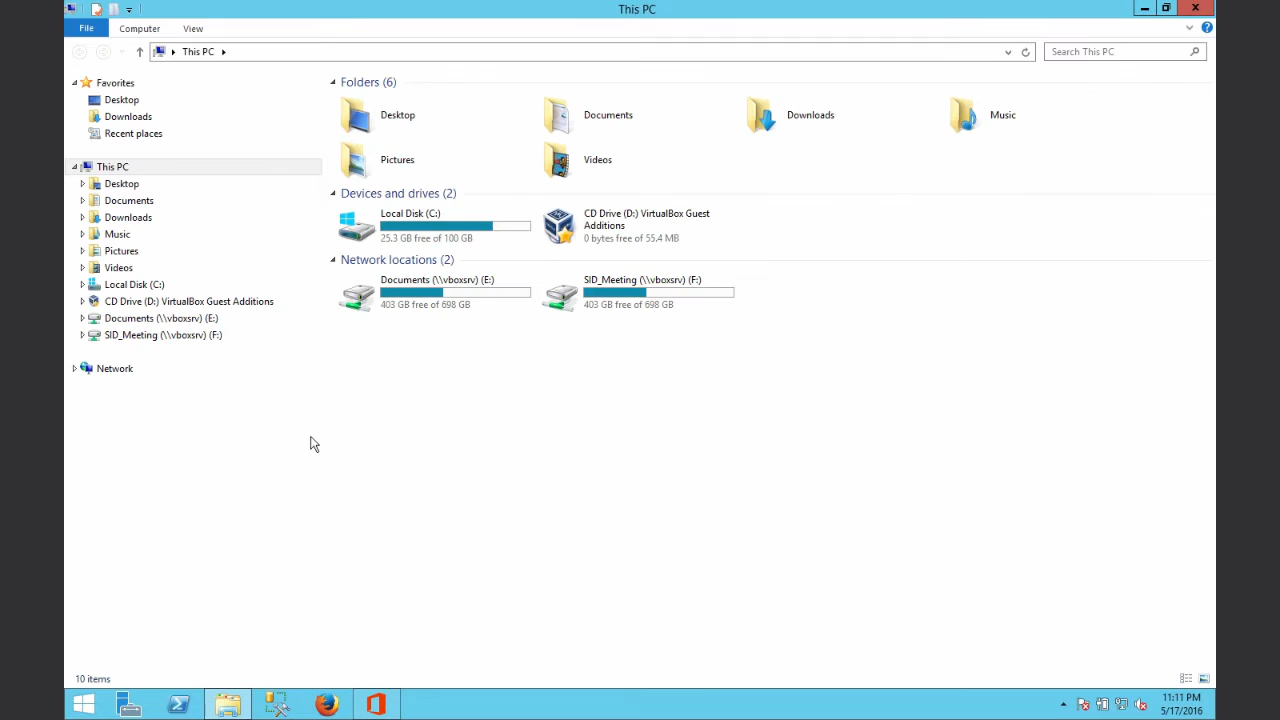 This PC
File Computer View
This PC Search This PC
Favorites
Desktop
Downloads
Recent places
This PC
Desktop
Documents
Downloads
Music
Pictures
Videos
Local Disk (C:)
CD Drive (D:) VirtualBox Guest Additions
Documents (\\vboxsrv) (E:)
SID_Meeting (\\vboxsrv) (F:)
Network
Folders (6)
Desktop Documents Downloads Music
Pictures Videos
Devices and drives (2)
Local Disk (C:)
25.3 GB free of 100 GB
CD Drive (D:) VirtualBox Guest
Additions
0 bytes free of 55.4 MB
Network locations (2)
Documents (\\vboxsrv) (E:)
403 GB free of 698 GB
SID_Meeting (\\vboxsrv) (F:)
403 GB free of 698 GB
10 items
11:11 PM
5/17/2016